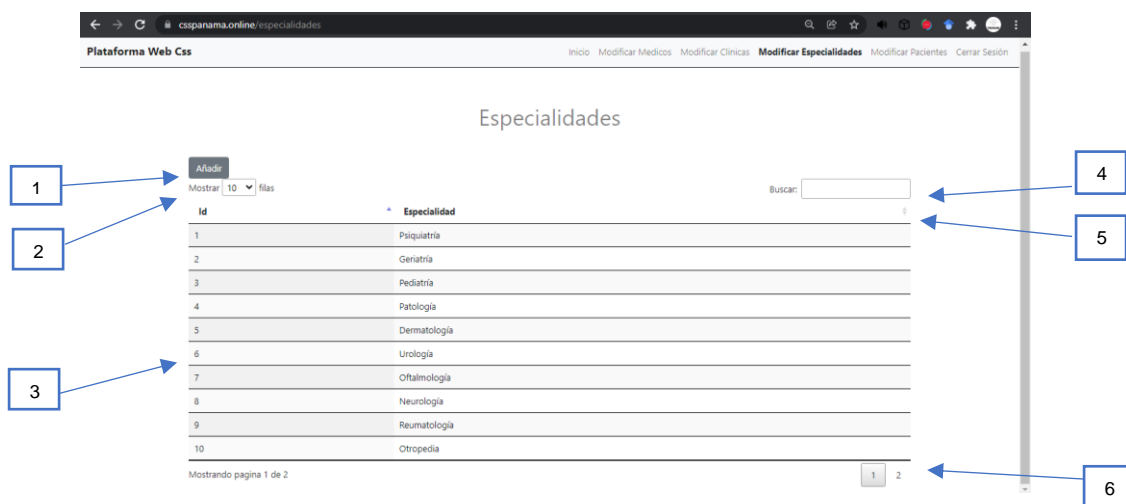 csspanama.online/especialidades
Plataforma Web Css
Inicio Modificar Medicos Modificar Clinicas Modificar Especialidades Modificar Pacientes Cerrar Sesión
Especialidades
Añadir
1
4
Mostrar 10 filas
Buscar:
Id Especialidad
2
5
1 Psiquiatría
2 Geriatría
3 Pediatría
4 Patología
5 Dermatología
6 Urología
7 Oftalmología
3
8 Neurología
9 Reumatología
10 Otropedia
Mostrando pagina 1 de 2
1 2
6